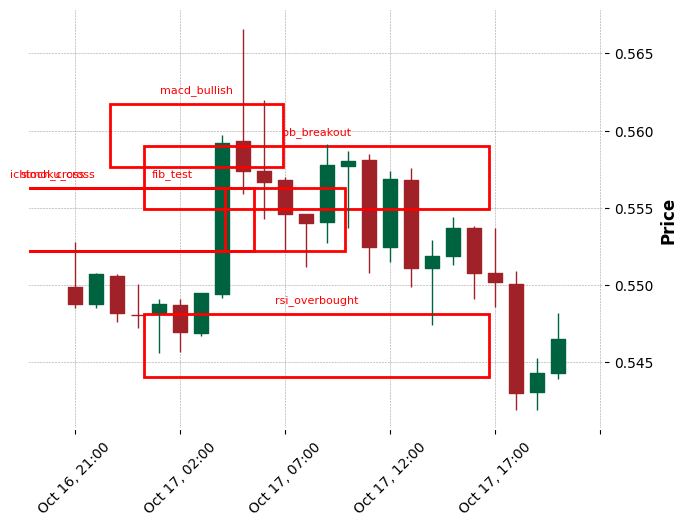 0.565
macd_bullish
0.560
bb_breakout
fib_test
0.555
Price
0.550
rsi_overbought
0.545
Oct 16, 21:00
Oct 17, 02:00
Oct 17, 07:00
Oct 17, 12:00
Oct 17, 17:00